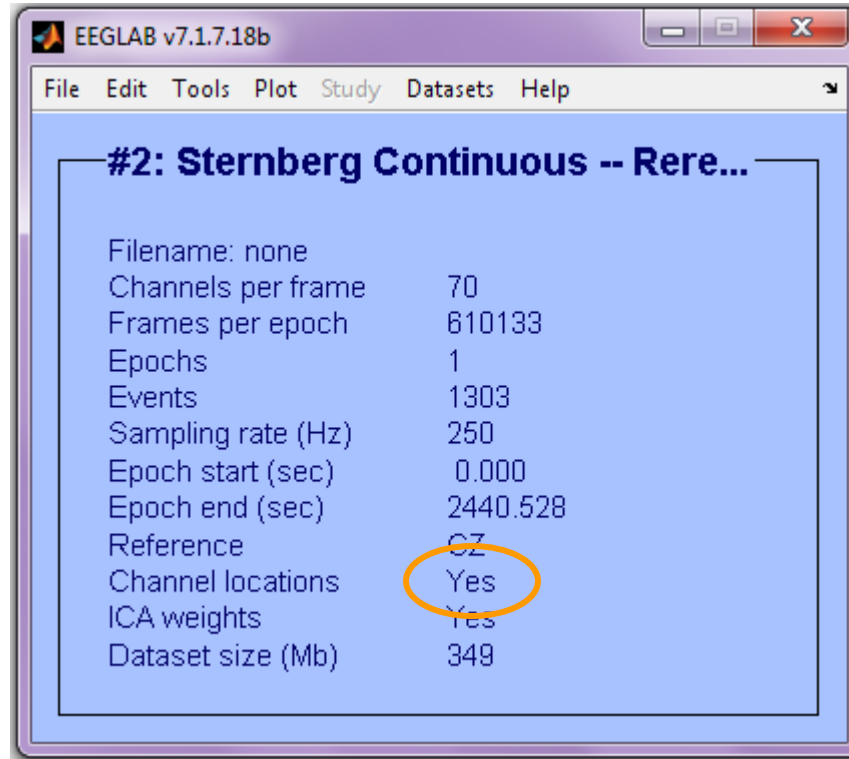 EEGLAB v7.1.7.18b
File Edit Tools Plot Study Datasets Help
#2: Sternberg Continuous -- Rere...
Filename: none
Channels per frame 70
Frames per epoch 610133
Epochs 1
Events 1303
Sampling rate (Hz) 250
Epoch start (sec) 0.000
Epoch end (sec) 2440.528
Reference CZ
Channel locations Yes
ICA weights Yes
Dataset size (Mb) 349